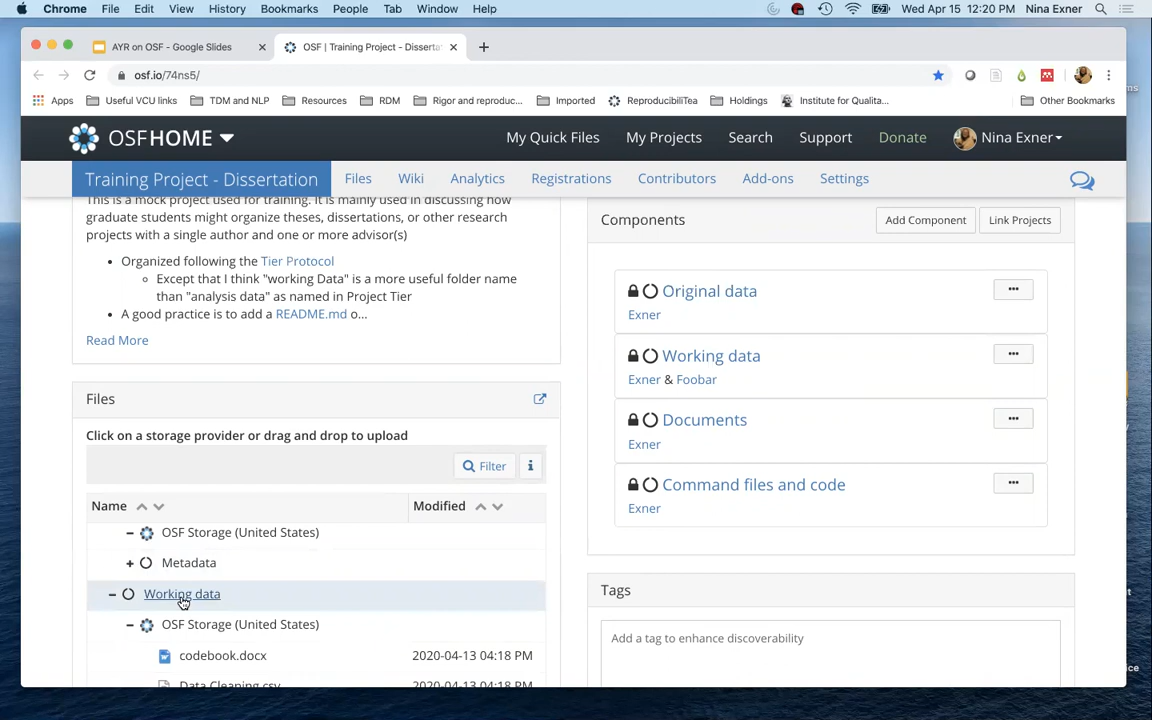 Chrome File Edit View History Bookmarks People Tab Window Help Wed Apr 15 12:20 PM Nina Exner
AYR on OSF - Google Slides OSF | Training Project - Disserta
osf.io/74ns5/
Apps Useful VCU links TDM and NLP Resources RDM Rigor and reproduc... Imported ReproducibiliTea Holdings Institute for Qualita... Other Bookmarks
OSFHOME My Quick Files My Projects Search Support Donate Nina Exner
Training Project - Dissertation Files Wiki Analytics Registrations Contributors Add-ons Settings
This is a mock project used for training. It is mainly used in discussing how
graduate students might organize theses, dissertations, or other research
projects with a single author and one or more advisor(s)
Organized following the Tier Protocol
Except that I think "working Data" is a more useful folder name
than "analysis data" as named in Project Tier
A good practice is to add a README.md o...
Read More
Files
Click on a storage provider or drag and drop to upload
Filter
Name Modified
OSF Storage (United States)
Metadata
Working data
OSF Storage (United States)
codebook.docx 2020-04-13 04:18 PM
Data Cleaning.csv 2020-04-13 04:18 PM
Components Add Component Link Projects
Original data
Exner
Working data
Exner & Foobar
Documents
Exner
Command files and code
Exner
Tags
Add a tag to enhance discoverability